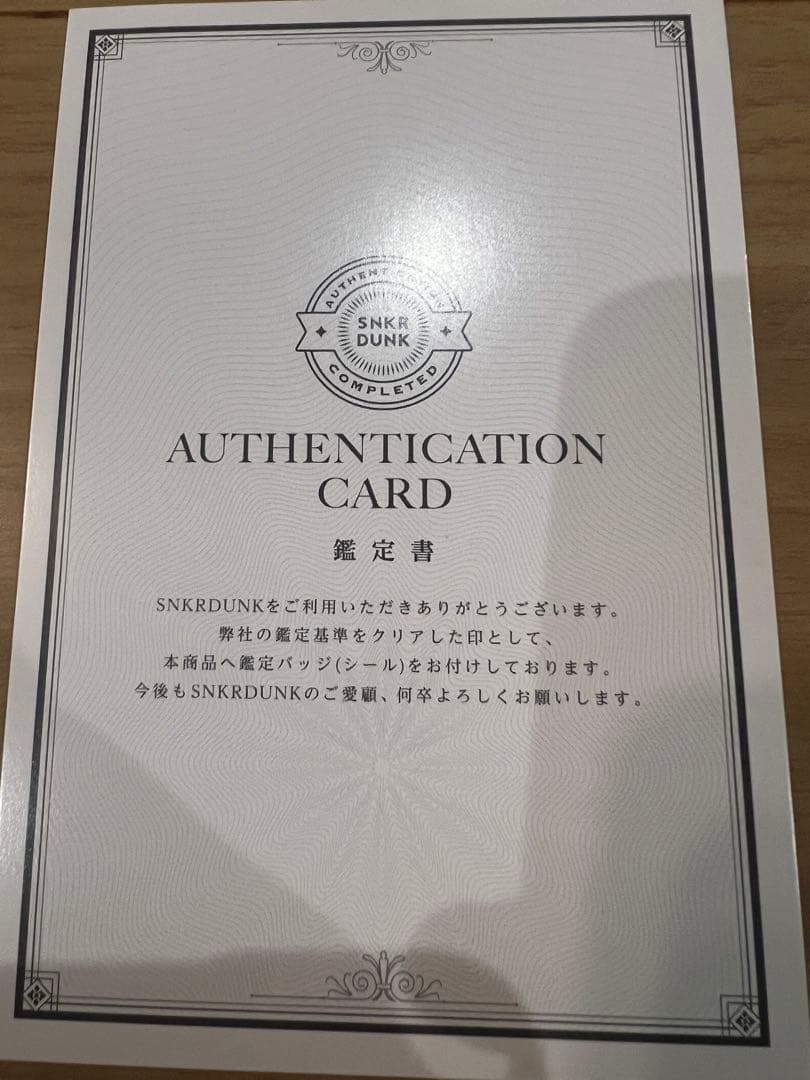 AUTHENTICATION
SNKR
DUNK
COMPLETED
AUTHENTICATION
CARD
鑑定書
SNKRDUNKをご利用いただきありがとうございます。
弊社の鑑定基準をクリアした印として、
本商品へ鑑定バッジ(シール)をお付けしております。
今後もSNKRDUNKのご愛顧、何卒よろしくお願いします。